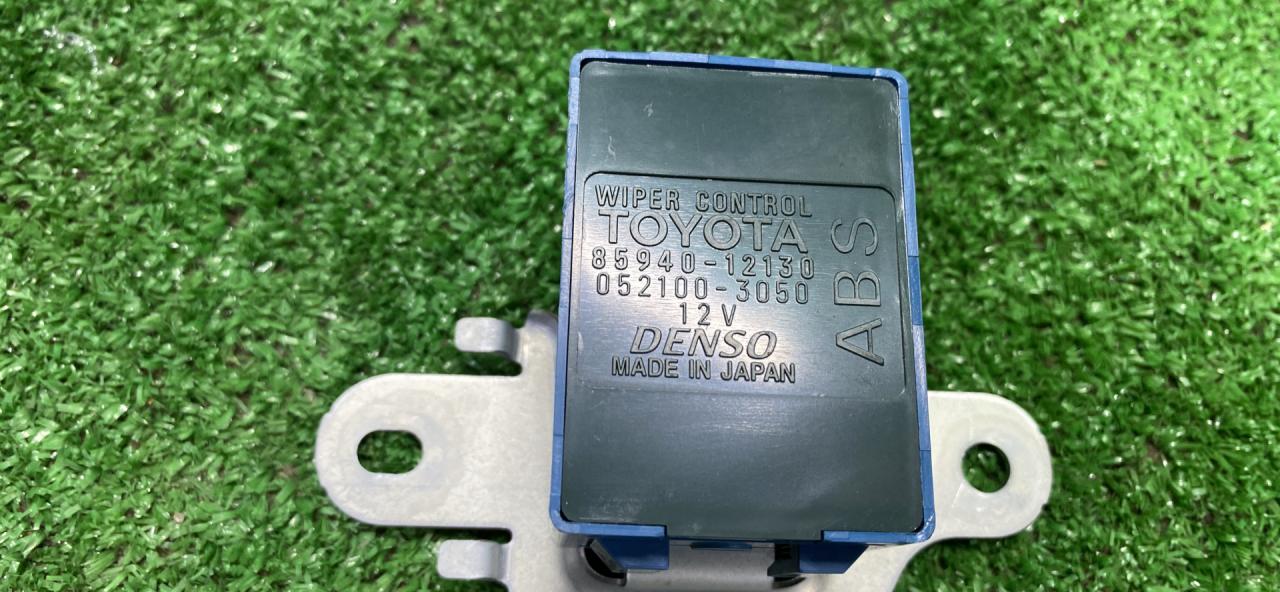 WIPER CONTROL
TOYOTA
85940-12130
052100-3050
12V
DENSO
MADE IN JAPAN
ABS